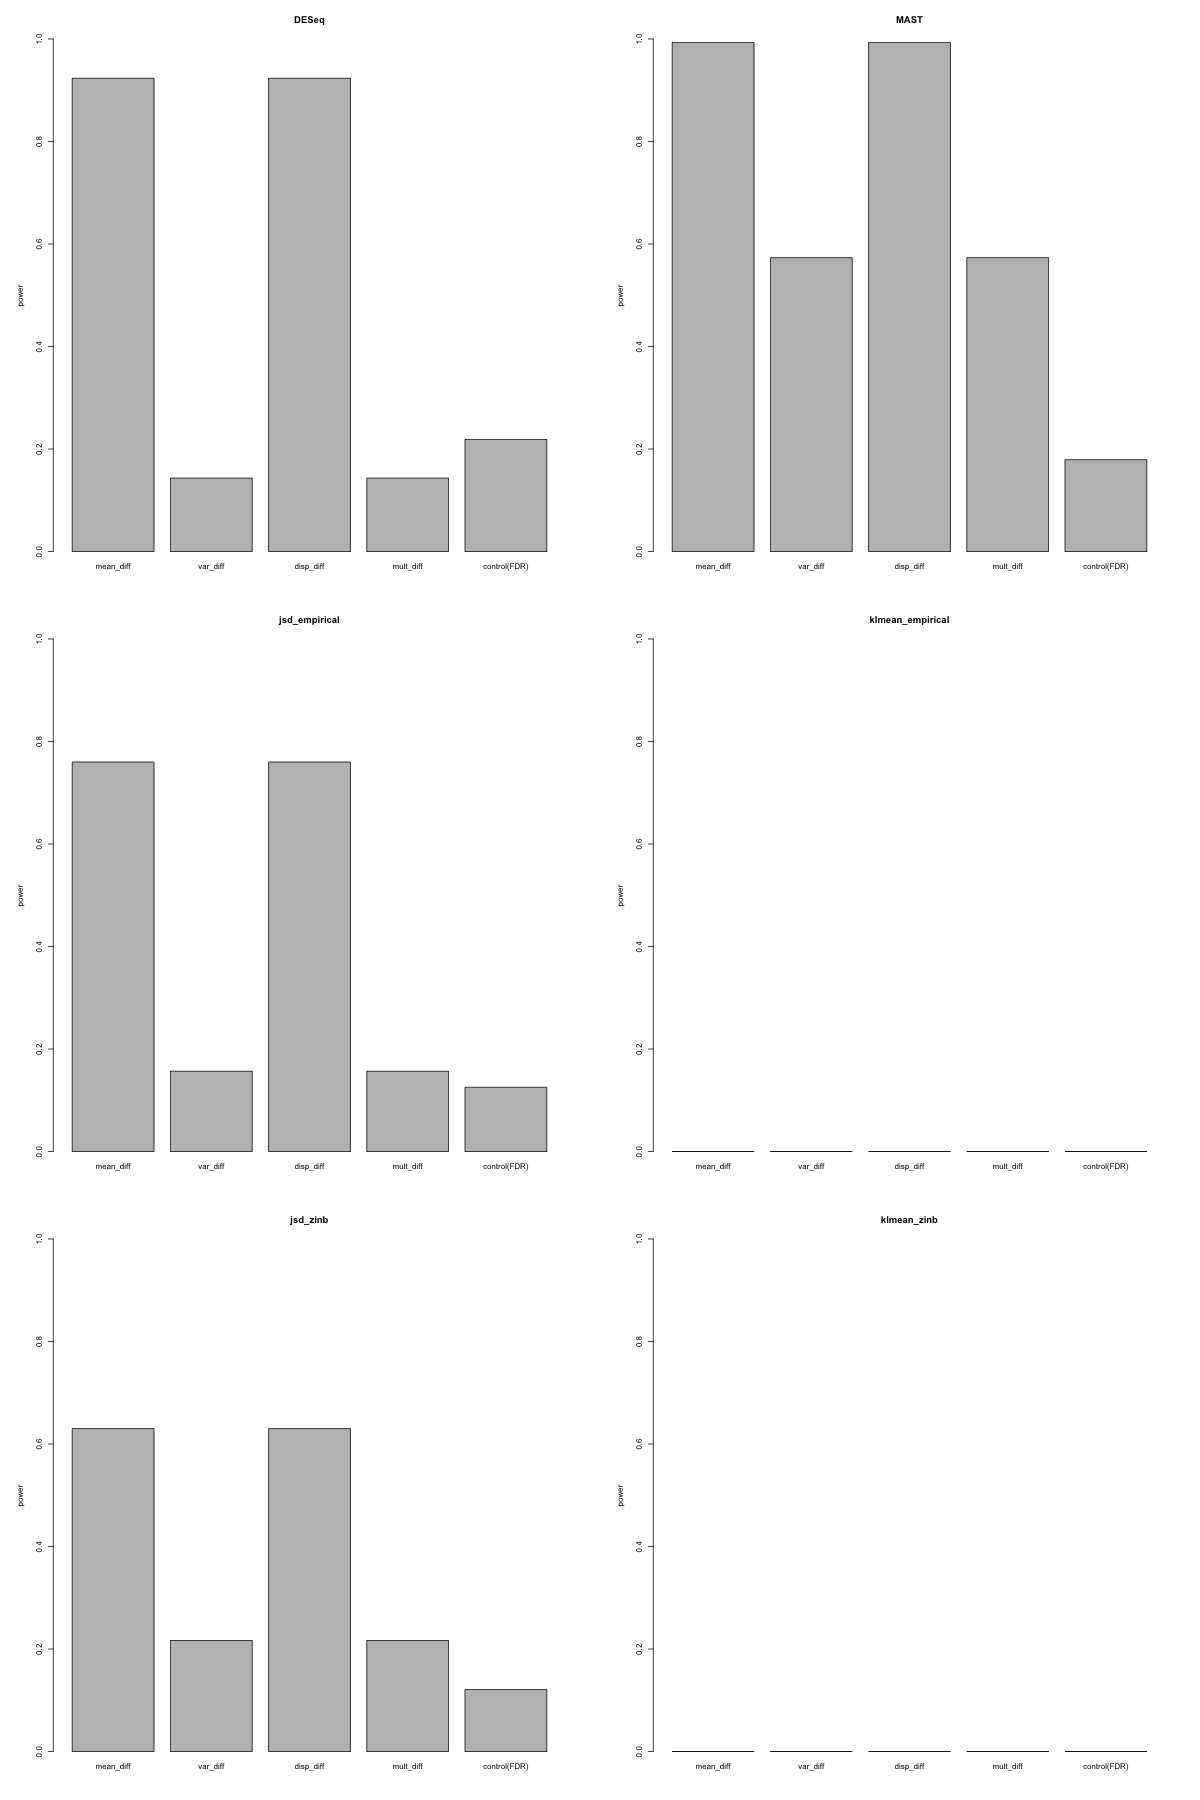 DESeq
power
0.0 0.2 0.4 0.6 0.8 1.0
mean_diff var_diff disp_diff mult_diff control(FDR)
MAST
power
0.0 0.2 0.4 0.6 0.8 1.0
mean_diff var_diff disp_diff mult_diff control(FDR)
jsd_empirical
power
0.0 0.2 0.4 0.6 0.8 1.0
mean_diff var_diff disp_diff mult_diff control(FDR)
klmean_empirical
power
0.0 0.2 0.4 0.6 0.8 1.0
mean_diff var_diff disp_diff mult_diff control(FDR)
jsd_zinb
power
0.0 0.2 0.4 0.6 0.8 1.0
mean_diff var_diff disp_diff mult_diff control(FDR)
klmean_zinb
power
0.0 0.2 0.4 0.6 0.8 1.0
mean_diff var_diff disp_diff mult_diff control(FDR)